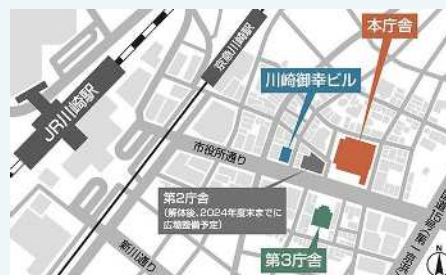 本庁舎
京急川崎駅
川崎御幸ビル
JR川崎駅
市役所通り
第2庁舎
(解体後、2024年度末までに
広場整備予定)
新川通り
第3庁舎
N